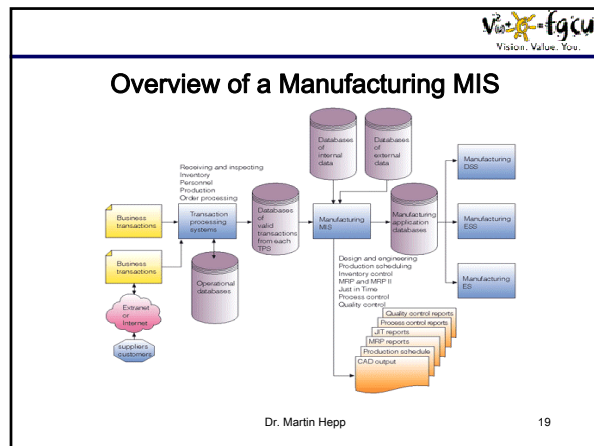 Vision. Value. You.
Overview of a Manufacturing MIS
Databases
of
internal
data
Databases
of
external
data
Receiving and inspecting
Inventory
Personnel
Production
Order processing
Business
transactions
Transaction
processing
systems
Databases
of
valid
transactions
from each
TPS
Manufacturing
MIS
Manufacturing
application
databases
Manufacturing
DSS
Manufacturing
ESS
Manufacturing
ES
Business
transactions
Operational
databases
Extranet
or
Internet
suppliers
customers
Design and engineering
Production scheduling
Inventory control
MRP and MRP II
Just in Time
Process control
Quality control
Quality control reports
Process control reports
JIT reports
MRP reports
Production schedule
CAD output
Dr. Martin Hepp
19